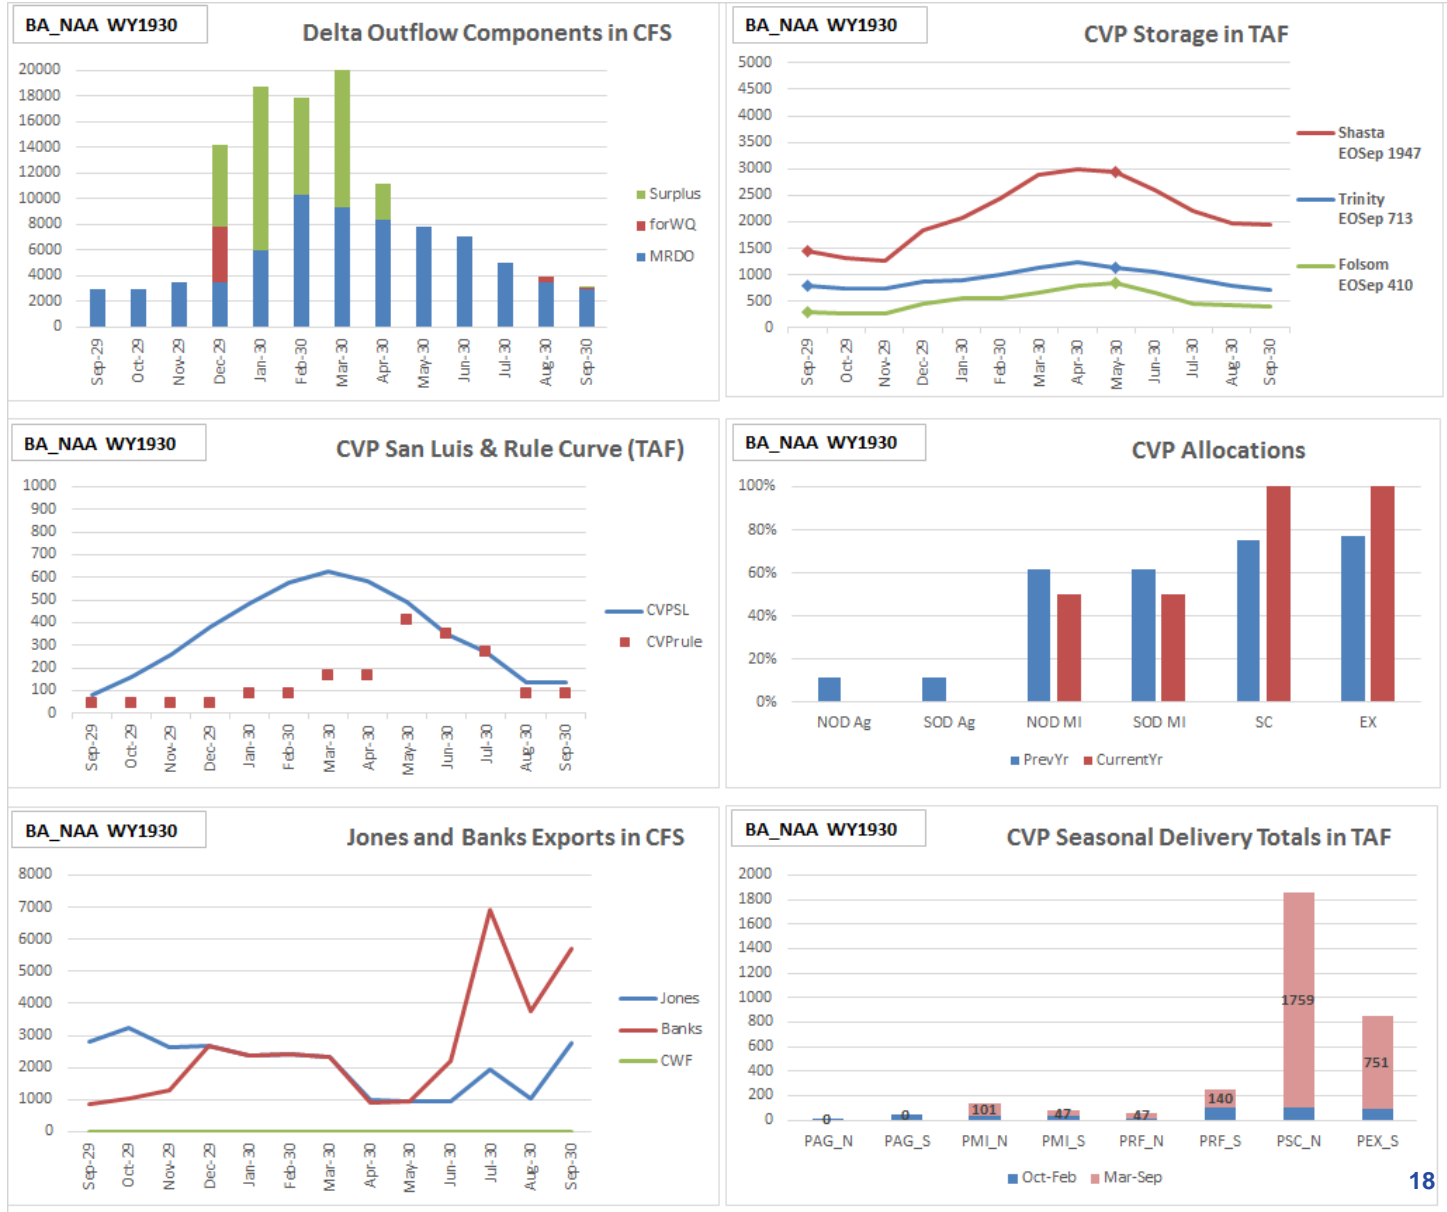 BA_NAA WY1930
Delta Outflow Components in CFS
20000
18000
16000
14000
12000
10000
8000
6000
4000
2000
0
Sep-29
Oct-29
Nov-29
Dec-29
Jan-30
Feb-30
Mar-30
Apr-30
May-30
Jun-30
Jul-30
Aug-30
Sep-30
Surplus
forWQ
MRDO
BA_NAA WY1930
CVP Storage in TAF
5000
4500
4000
3500
3000
2500
2000
1500
1000
500
0
Sep-29
Oct-29
Nov-29
Dec-29
Jan-30
Feb-30
Mar-30
Apr-30
May-30
Jun-30
Jul-30
Aug-30
Sep-30
Shasta
EOSep 1947
Trinity
EOSep 713
Folsom
EOSep 410
BA_NAA WY1930
CVP San Luis & Rule Curve (TAF)
1000
900
800
700
600
500
400
300
200
100
0
Sep-29
Oct-29
Nov-29
Dec-29
Jan-30
Feb-30
Mar-30
Apr-30
May-30
Jun-30
Jul-30
Aug-30
Sep-30
CVPSL
CVPrule
BA_NAA WY1930
CVP Allocations
100%
80%
60%
40%
20%
0%
NOD Ag
SOD Ag
NOD MI
SOD MI
SC
EX
PrevYr
CurrentYr
BA_NAA WY1930
Jones and Banks Exports in CFS
8000
7000
6000
5000
4000
3000
2000
1000
0
Sep-29
Oct-29
Nov-29
Dec-29
Jan-30
Feb-30
Mar-30
Apr-30
May-30
Jun-30
Jul-30
Aug-30
Sep-30
Jones
Banks
CWF
BA_NAA WY1930
CVP Seasonal Delivery Totals in TAF
2000
1800
1600
1400
1200
1000
800
600
400
200
0
0
0
101
47
47
140
1759
751
PAG_N
PAG_S
PMI_N
PMI_S
PRF_N
PRF_S
PSC_N
PEX_S
Oct-Feb
Mar-Sep
18